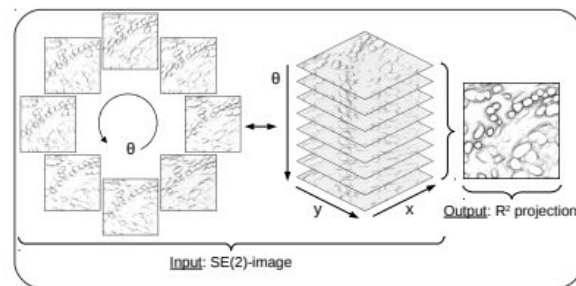 θ
θ
y
x
Output: R² projection
Input: SE(2)-image